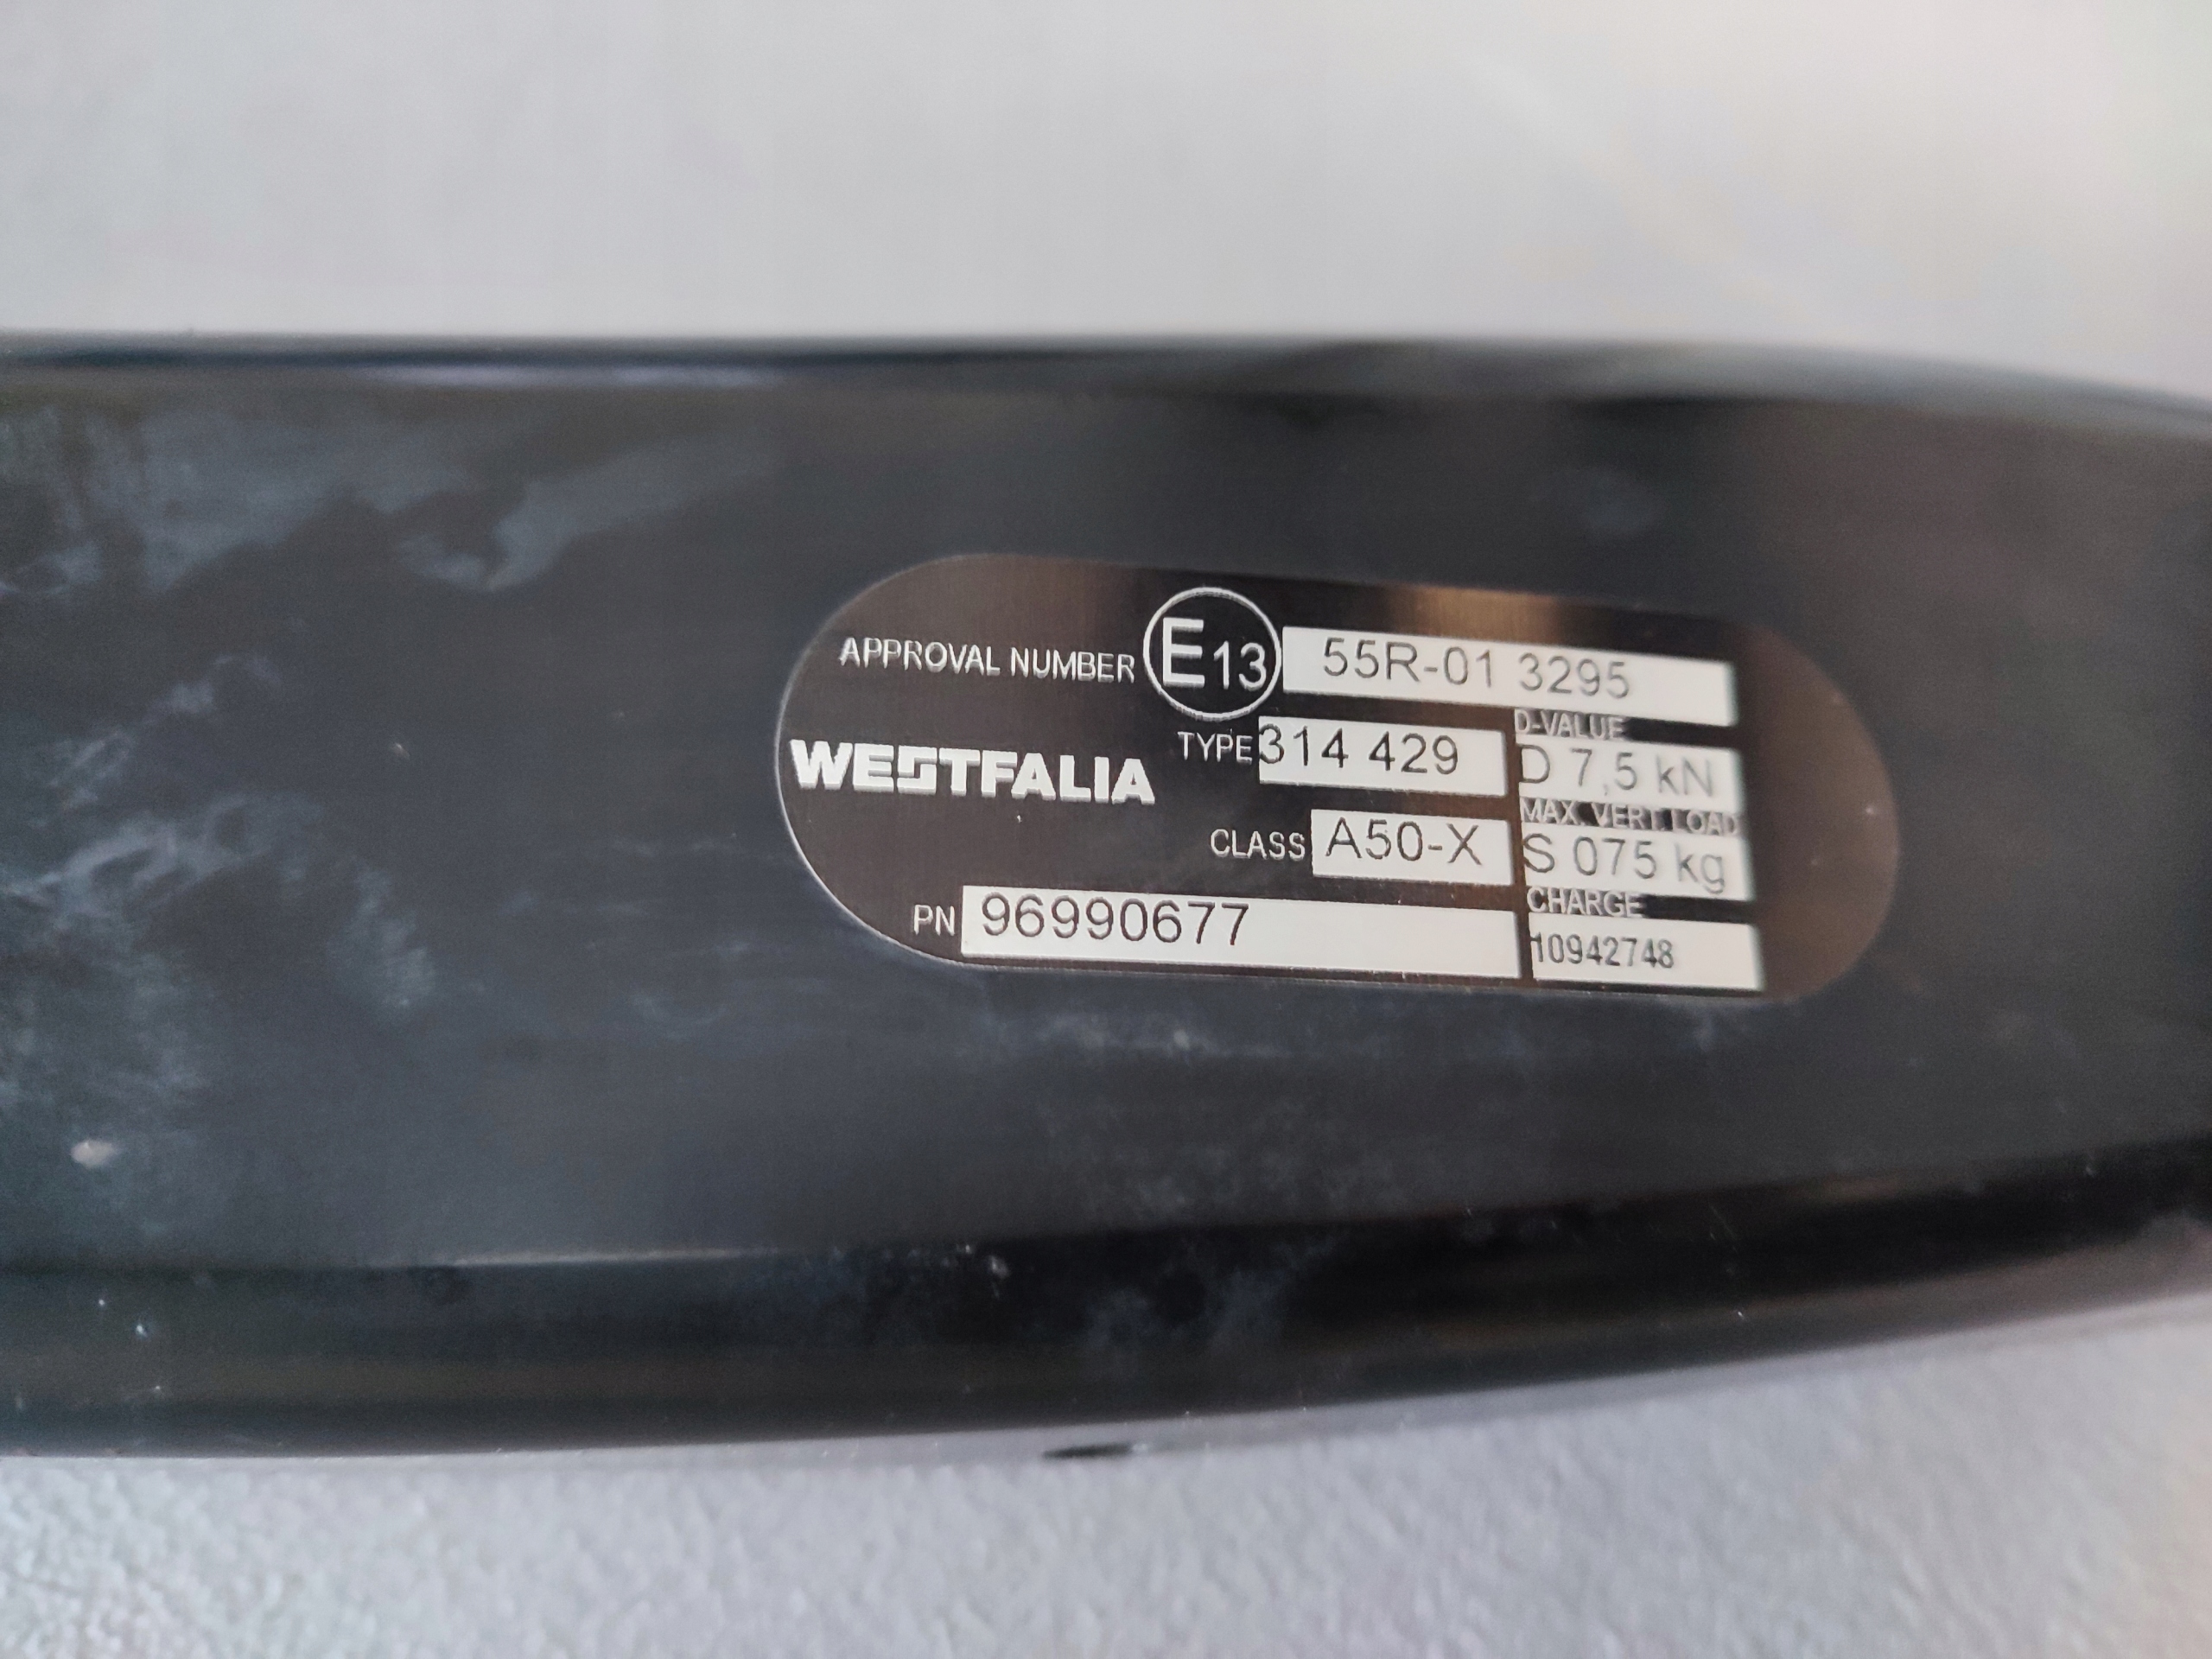 APPROVAL NUMBER E13 55R-01 3295
WESTFALIA
TYPE 314 429
D-VALUE
D 7,5 kN
CLASS A50-X
MAX. VERT. LOAD
S 075 kg
PN 96990677
CHARGE
10942748